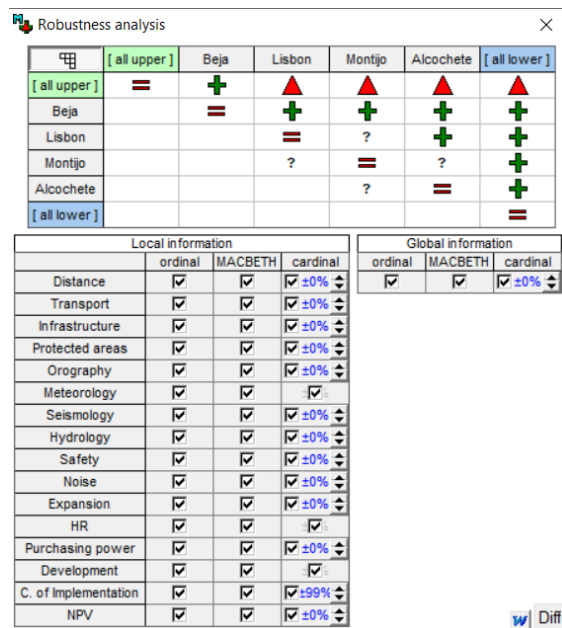 Robustness analysis
[ all upper ] Beja Lisbon Montijo Alcochete [ all lower ]
[ all upper ] = +
Beja = + + + +
Lisbon = ? + +
Montijo ? = ? +
Alcochete ? = +
[ all lower ] =
Local information
ordinal MACBETH cardinal
Distance ±0%
Transport ±0%
Infrastructure ±0%
Protected areas ±0%
Orography ±0%
Meteorology
Seismology ±0%
Hydrology ±0%
Safety ±0%
Noise ±0%
Expansion ±0%
HR
Purchasing power ±0%
Development
C. of Implementation ±99%
NPV ±0%
Global information
ordinal MACBETH cardinal
±0%
w Diff